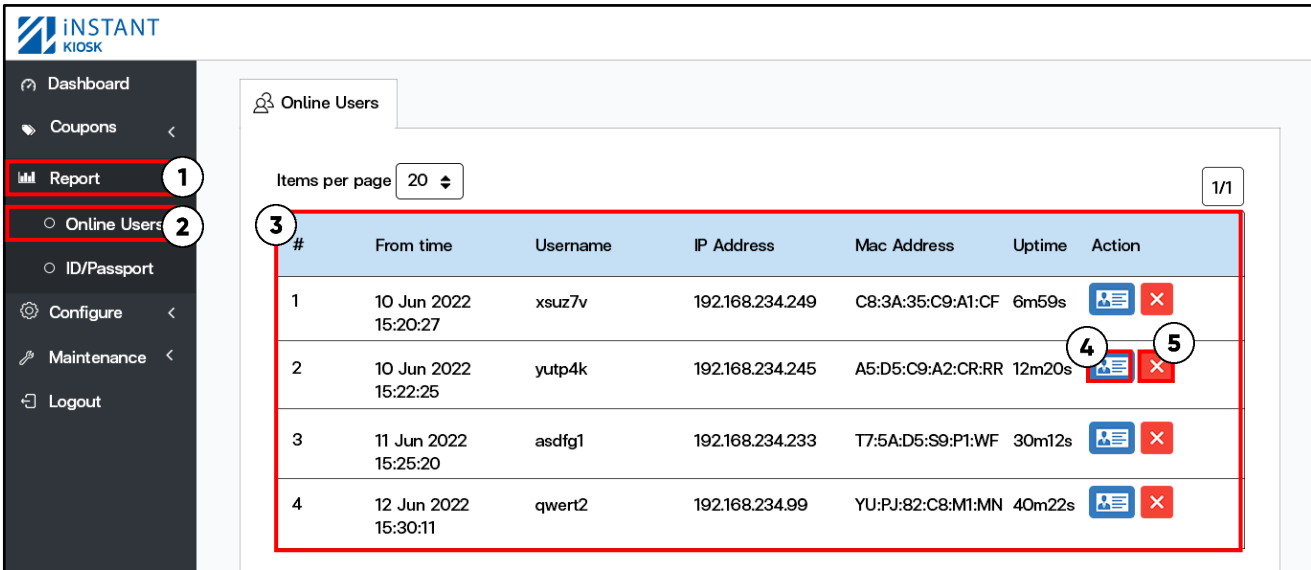 iNSTANT
KIOSK
Dashboard
Coupons
Report
1
Online Users
2
ID/Passport
Configure
Maintenance
Logout
Online Users
Items per page 20
1/1
3
# From time Username IP Address Mac Address Uptime Action
1 10 Jun 2022 xsuz7v 192.168.234.249 C8:3A:35:C9:A1:CF 6m59s
15:20:27
4 5
2 10 Jun 2022 yutp4k 192.168.234.245 A5:D5:C9:A2:CR:RR 12m20s
15:22:25
3 11 Jun 2022 asdfg1 192.168.234.233 T7:5A:D5:S9:P1:WF 30m12s
15:25:20
4 12 Jun 2022 qwert2 192.168.234.99 YU:PJ:82:C8:M1:MN 40m22s
15:30:11